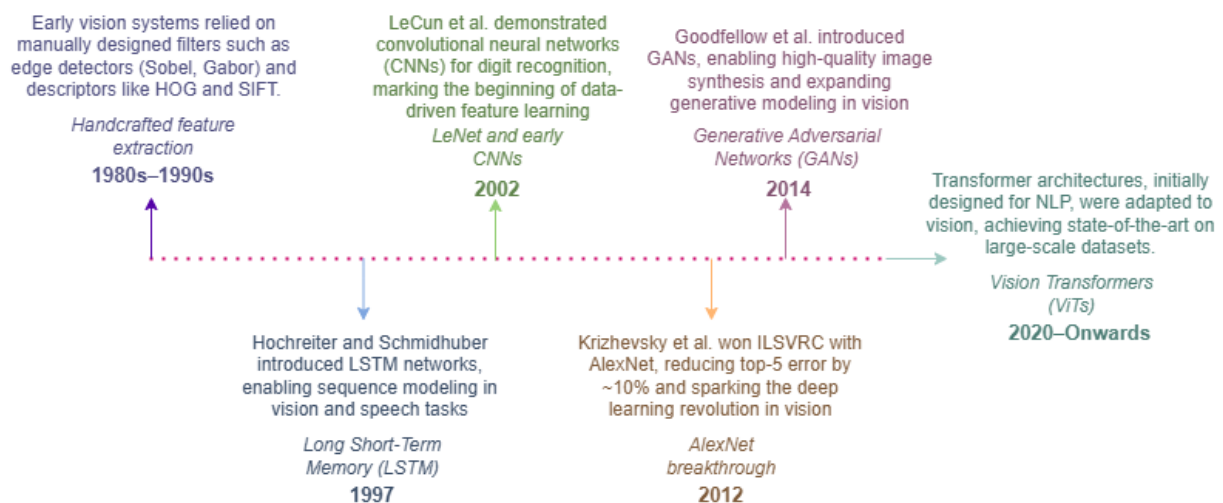 Early vision systems relied on
manually designed filters such as
edge detectors (Sobel, Gabor) and
descriptors like HOG and SIFT.
Handcrafted feature
extraction
1980s–1990s
Hochreiter and Schmidhuber
introduced LSTM networks,
enabling sequence modeling in
vision and speech tasks
Long Short-Term
Memory (LSTM)
1997
LeCun et al. demonstrated
convolutional neural networks
(CNNs) for digit recognition,
marking the beginning of data-
driven feature learning
LeNet and early
CNNs
2002
Krizhevsky et al. won ILSVRC with
AlexNet, reducing top-5 error by
~10% and sparking the deep
learning revolution in vision
AlexNet
breakthrough
2012
Goodfellow et al. introduced
GANs, enabling high-quality image
synthesis and expanding
generative modeling in vision
Generative Adversarial
Networks (GANs)
2014
Transformer architectures, initially
designed for NLP, were adapted to
vision, achieving state-of-the-art on
large-scale datasets.
Vision Transformers
(ViTs)
2020–Onwards